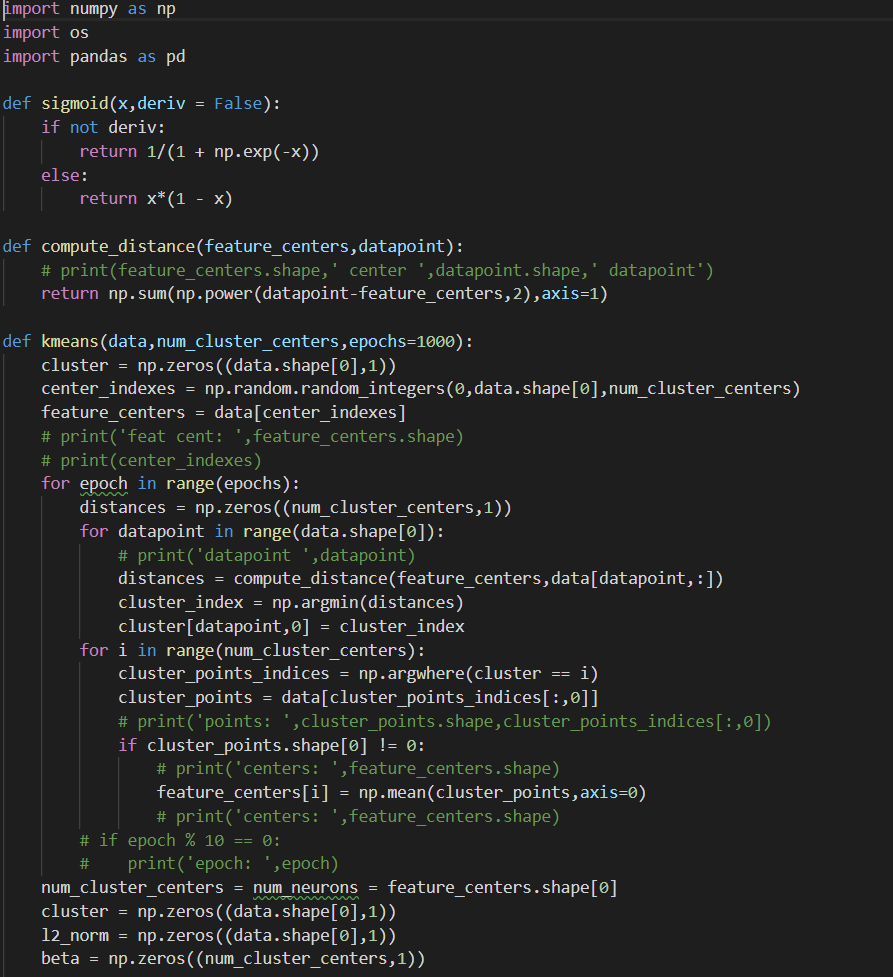 import numpy as np
import os
import pandas as pd
def sigmoid(x,deriv = False):
    if not deriv:
        return 1/(1 + np.exp(-x))
    else:
        return x*(1 - x)
def compute_distance(feature_centers,datapoint):
    # print(feature_centers.shape,' center ',datapoint.shape,' datapoint')
    return np.sum(np.power(datapoint-feature_centers,2),axis=1)
def kmeans(data,num_cluster_centers,epochs=1000):
    cluster = np.zeros((data.shape[0],1))
    center_indexes = np.random.random_integers(0,data.shape[0],num_cluster_centers)
    feature_centers = data[center_indexes]
    # print('feat cent: ',feature_centers.shape)
    # print(center_indexes)
    for epoch in range(epochs):
        distances = np.zeros((num_cluster_centers,1))
        for datapoint in range(data.shape[0]):
            # print('datapoint ',datapoint)
            distances = compute_distance(feature_centers,data[datapoint,:])
            cluster_index = np.argmin(distances)
            cluster[datapoint,0] = cluster_index
        for i in range(num_cluster_centers):
            cluster_points_indices = np.argwhere(cluster == i)
            cluster_points = data[cluster_points_indices[:,0]]
            # print('points: ',cluster_points.shape,cluster_points_indices[:,0])
            if cluster_points.shape[0] != 0:
                # print('centers: ',feature_centers.shape)
                feature_centers[i] = np.mean(cluster_points,axis=0)
                # print('centers: ',feature_centers.shape)
        # if epoch % 10 == 0:
        #    print('epoch: ',epoch)
    num_cluster_centers = num_neurons = feature_centers.shape[0]
    cluster = np.zeros((data.shape[0],1))
    l2_norm = np.zeros((data.shape[0],1))
    beta = np.zeros((num_cluster_centers,1))